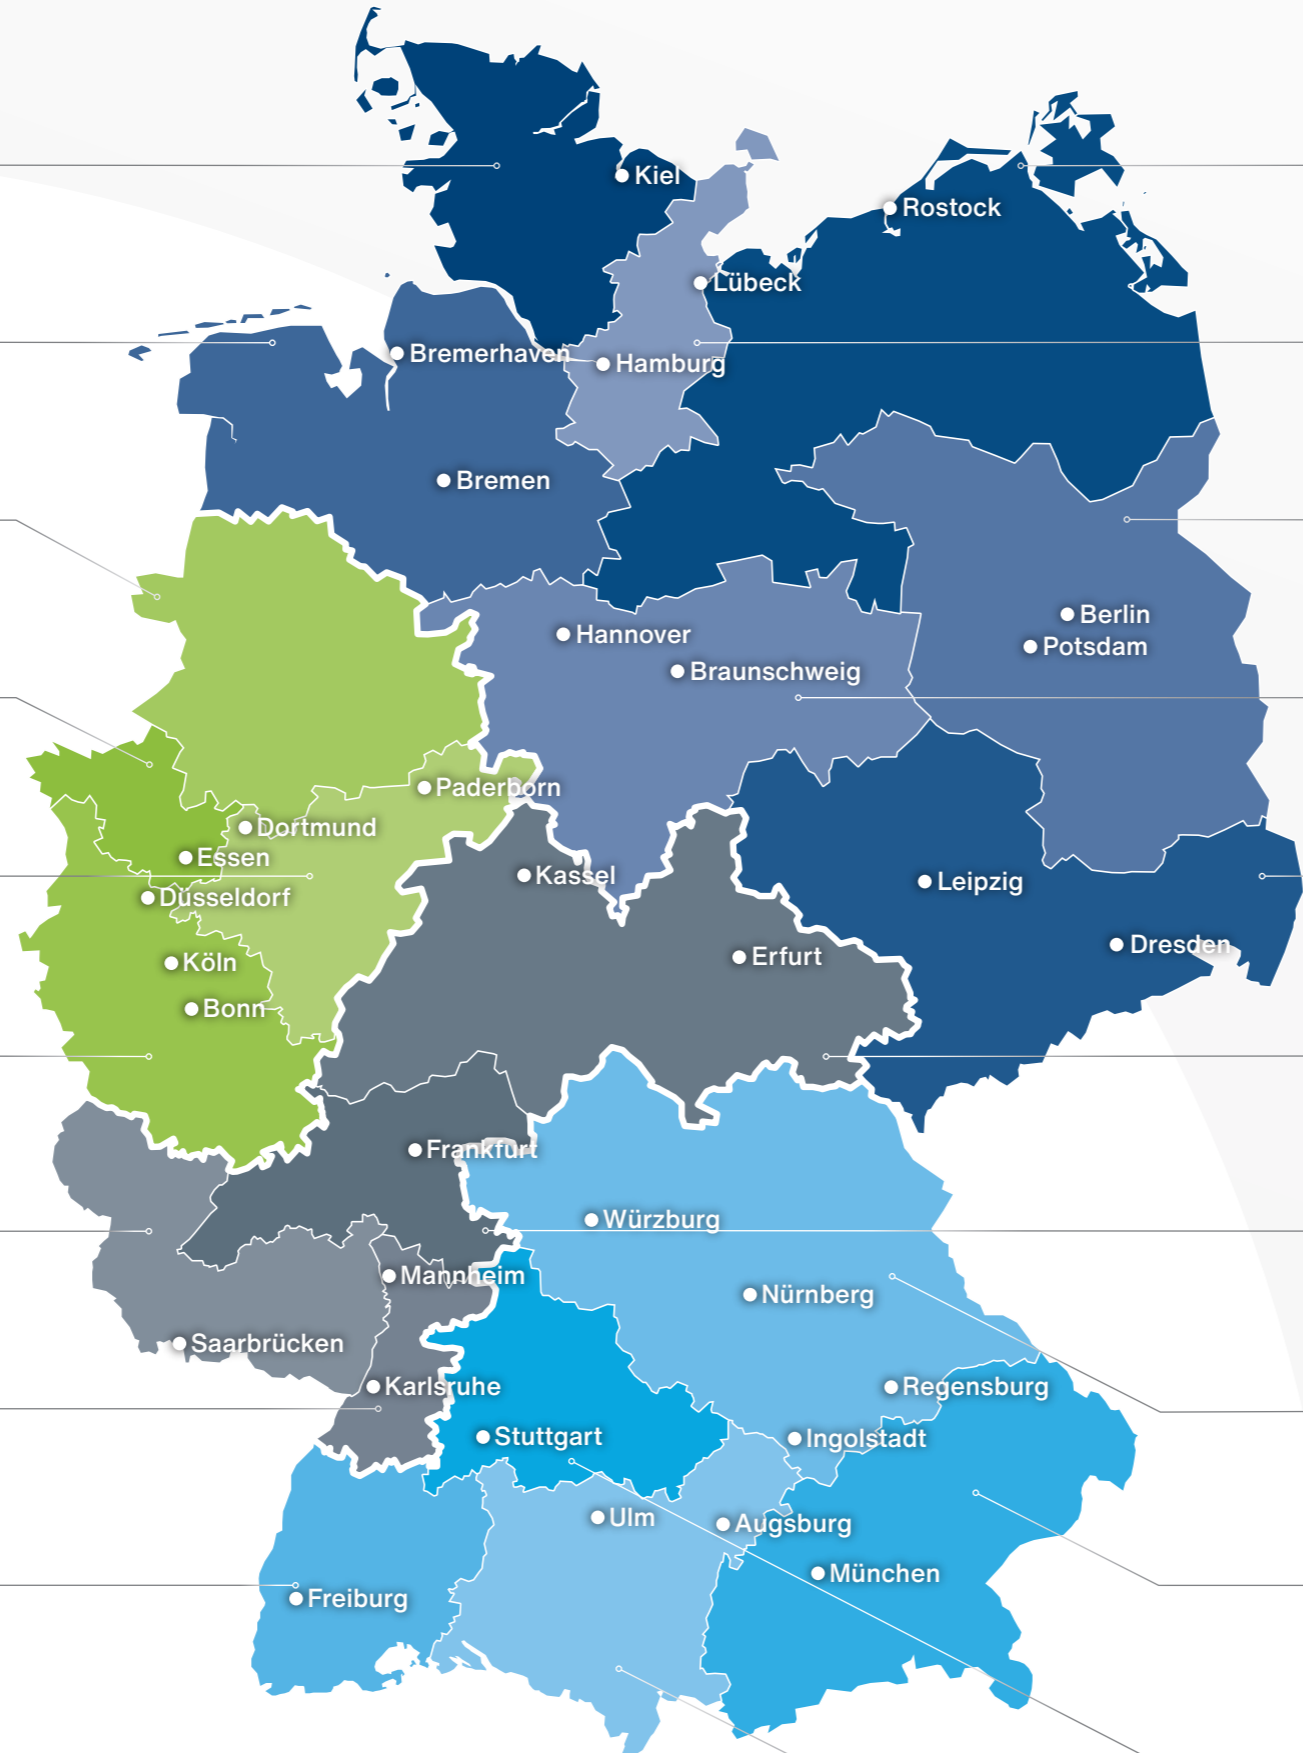 Kiel
Rostock
Lübeck
Bremerhaven
Hamburg
Bremen
Berlin
Hannover
Potsdam
Braunschweig
Paderborn
Dortmund
Essen
Kassel
Leipzig
Düsseldorf
Dresden
Erfurt
Köln
Bonn
Frankfurt
Würzburg
Mannheim
Nürnberg
Saarbrücken
Karlsruhe
Regensburg
Stuttgart
Ingolstadt
Ulm
Augsburg
München
Freiburg